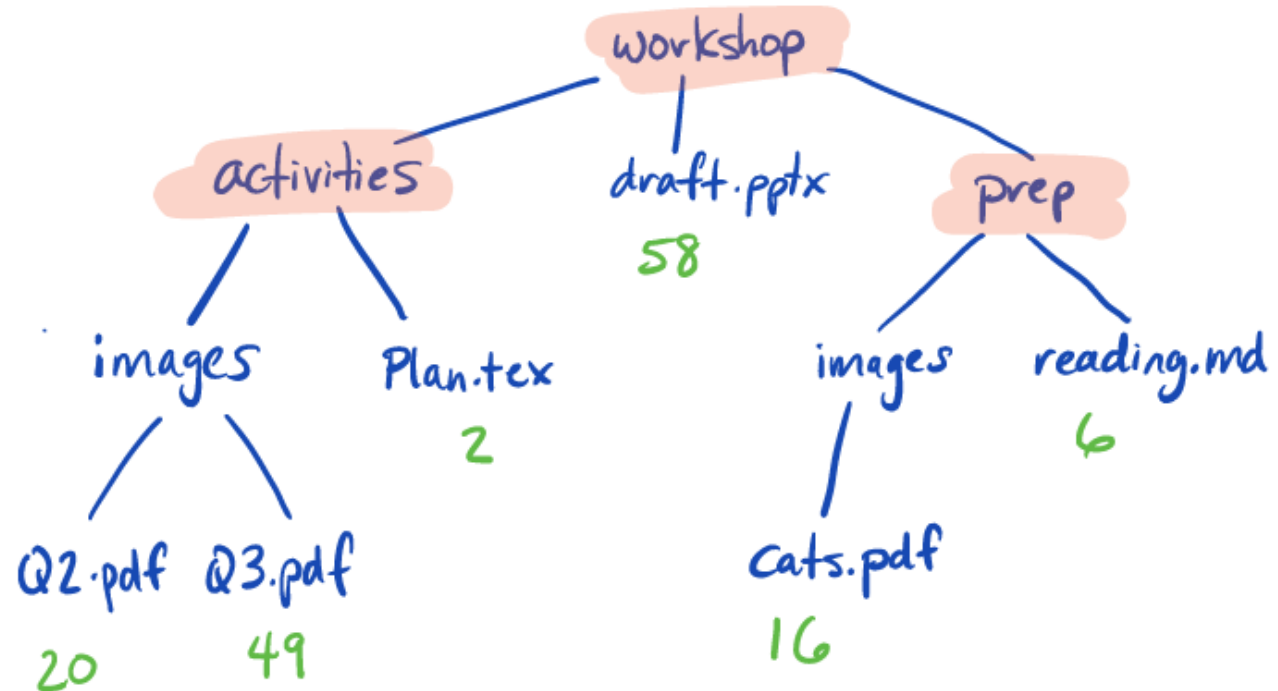 workshop
activities draft.pptx prep
58
images Plan.tex images reading.md
2 6
Q2.pdf Q3.pdf Cats.pdf
20 49 16